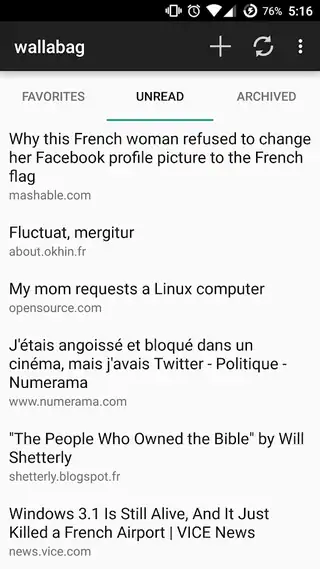 76% 5:16
wallabag
FAVORITES UNREAD ARCHIVED
Why this French woman refused to change
her Facebook profile picture to the French
flag
mashable.com
Fluctuat, mergitur
about.okhin.fr
My mom requests a Linux computer
opensource.com
J'étais angoissé et bloqué dans un
cinéma, mais j'avais Twitter - Politique -
Numerama
www.numerama.com
"The People Who Owned the Bible" by Will
Shetterly
shetterly.blogspot.fr
Windows 3.1 Is Still Alive, And It Just
Killed a French Airport | VICE News
news.vice.com